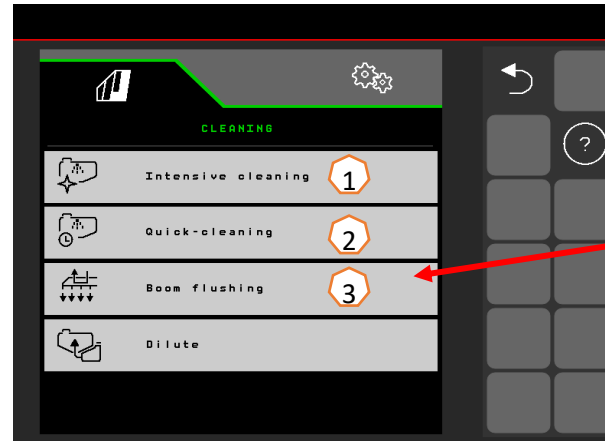 CLEANING
Intensive cleaning 1
Quick-cleaning 2
Boom flushing 3
Dilute
?